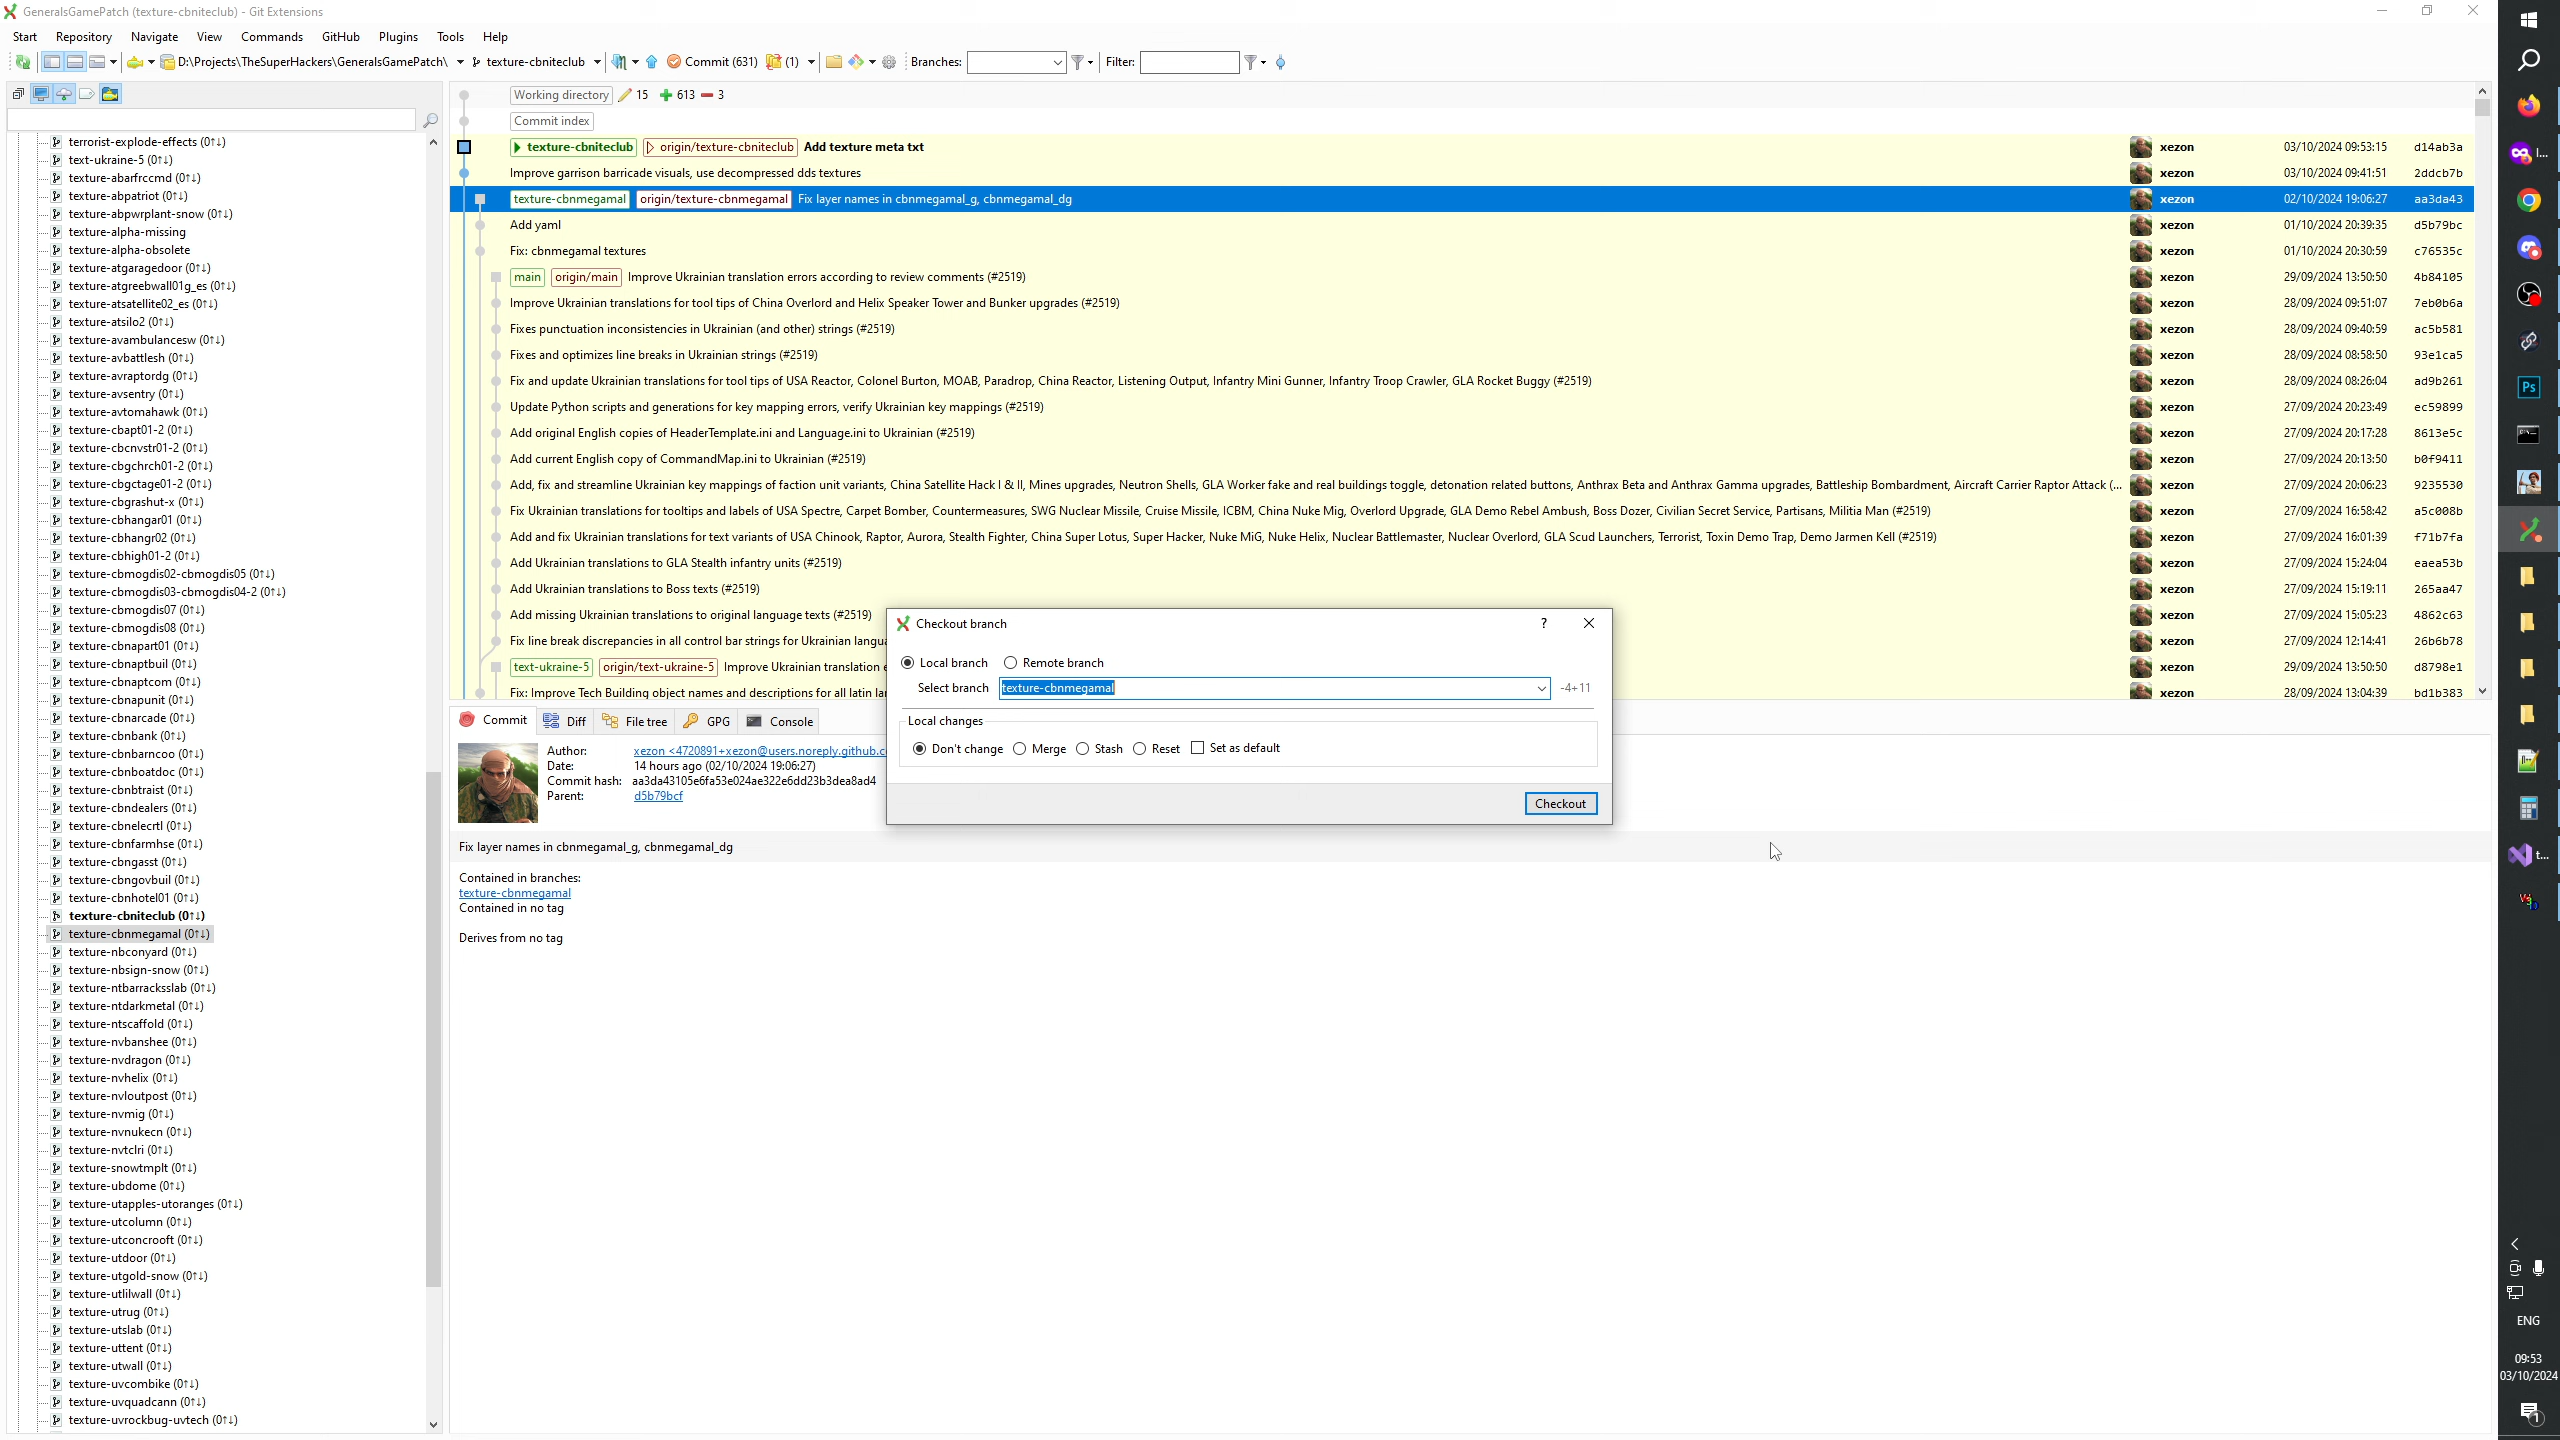 GeneralsGamePatch (texture-cbniteclub) - Git Extensions
Start Repository Navigate View Commands GitHub Plugins Tools Help
D:\Projects\TheSuperHackers\GeneralsGamePatch\ texture-cbniteclub Commit (631) (1) Branches: Filter:
terrorist-explode-effects (0↑↓)
text-ukraine-5 (0↑↓)
texture-abarfrccmd (0↑↓)
texture-abpatriot (0↑↓)
texture-abpwrplant-snow (0↑↓)
texture-alpha-missing
texture-alpha-obsolete
texture-atgaragedoor (0↑↓)
texture-atgreebwall01g_es (0↑↓)
texture-atsatellite02_es (0↑↓)
texture-atsilo2 (0↑↓)
texture-avambulancesw (0↑↓)
texture-avbattlesh (0↑↓)
texture-avraptordg (0↑↓)
texture-avsentry (0↑↓)
texture-avtomahawk (0↑↓)
texture-cbapt01-2 (0↑↓)
texture-cbcnvstr01-2 (0↑↓)
texture-cbgchrch01-2 (0↑↓)
texture-cbgctage01-2 (0↑↓)
texture-cbgrashut-x (0↑↓)
texture-cbhangar01 (0↑↓)
texture-cbhangr02 (0↑↓)
texture-cbhigh01-2 (0↑↓)
texture-cbmogdis02-cbmogdis05 (0↑↓)
texture-cbmogdis03-cbmogdis04-2 (0↑↓)
texture-cbmogdis07 (0↑↓)
texture-cbmogdis08 (0↑↓)
texture-cbnapart01 (0↑↓)
texture-cbnaptbuil (0↑↓)
texture-cbnaptcom (0↑↓)
texture-cbnapunit (0↑↓)
texture-cbnarcade (0↑↓)
texture-cbnbank (0↑↓)
texture-cbnbarncoo (0↑↓)
texture-cbnboatdoc (0↑↓)
texture-cbnbtraist (0↑↓)
texture-cbndealers (0↑↓)
texture-cbnelecrtl (0↑↓)
texture-cbnfarmhse (0↑↓)
texture-cbngasst (0↑↓)
texture-cbngovbuil (0↑↓)
texture-cbnhotel01 (0↑↓)
texture-cbniteclub (0↑↓)
texture-cbnmegamal (0↑↓)
texture-nbconyard (0↑↓)
texture-nbsign-snow (0↑↓)
texture-ntbarracksslab (0↑↓)
texture-ntdarkmetal (0↑↓)
texture-ntscaffold (0↑↓)
texture-nvbanshee (0↑↓)
texture-nvdragon (0↑↓)
texture-nvhelix (0↑↓)
texture-nvloutpost (0↑↓)
texture-nvmig (0↑↓)
texture-nvnukecn (0↑↓)
texture-nvtclri (0↑↓)
texture-snowtmplt (0↑↓)
texture-ubdome (0↑↓)
texture-utapples-utoranges (0↑↓)
texture-utcolumn (0↑↓)
texture-utconcrooft (0↑↓)
texture-utdoor (0↑↓)
texture-utgold-snow (0↑↓)
texture-utlilwall (0↑↓)
texture-utrug (0↑↓)
texture-utslab (0↑↓)
texture-uttent (0↑↓)
texture-utwall (0↑↓)
texture-uvcombike (0↑↓)
texture-uvquadcann (0↑↓)
texture-uvrockbug-uvtech (0↑↓)
Working directory 15 613 3
Commit index
texture-cbniteclub origin/texture-cbniteclub Add texture meta txt xezon 03/10/2024 09:53:15 d14ab3a
Improve garrison barricade visuals, use decompressed dds textures xezon 03/10/2024 09:41:51 2ddcb7b
texture-cbnmegamal origin/texture-cbnmegamal Fix layer names in cbnmegamal_g, cbnmegamal_dg xezon 02/10/2024 19:06:27 aa3da43
Add yaml xezon 01/10/2024 20:39:35 d5b79bc
Fix: cbnmegamal textures xezon 01/10/2024 20:30:59 c76535c
main origin/main Improve Ukrainian translation errors according to review comments (#2519) xezon 29/09/2024 13:50:50 4b84105
Improve Ukrainian translations for tool tips of China Overlord and Helix Speaker Tower and Bunker upgrades (#2519) xezon 28/09/2024 09:51:07 7eb0b6a
Fixes punctuation inconsistencies in Ukrainian (and other) strings (#2519) xezon 28/09/2024 09:40:59 ac5b581
Fixes and optimizes line breaks in Ukrainian strings (#2519) xezon 28/09/2024 08:58:50 93e1ca5
Fix and update Ukrainian translations for tool tips of USA Reactor, Colonel Burton, MOAB, Paradrop, China Reactor, Listening Output, Infantry Mini Gunner, Infantry Troop Crawler, GLA Rocket Buggy (#2519) xezon 28/09/2024 08:26:04 ad9b261
Update Python scripts and generations for key mapping errors, verify Ukrainian key mappings (#2519) xezon 27/09/2024 20:23:49 ec59899
Add original English copies of HeaderTemplate.ini and Language.ini to Ukrainian (#2519) xezon 27/09/2024 20:17:28 8613e5c
Add current English copy of CommandMap.ini to Ukrainian (#2519) xezon 27/09/2024 20:13:50 b0f9411
Add, fix and streamline Ukrainian key mappings of faction unit variants, China Satellite Hack I & II, Mines upgrades, Neutron Shells, GLA Worker fake and real buildings toggle, detonation related buttons, Anthrax Beta and Anthrax Gamma upgrades, Battleship Bombardment, Aircraft Carrier Raptor Attack (... xezon 27/09/2024 20:06:23 9235530
Fix Ukrainian translations for tooltips and labels of USA Spectre, Carpet Bomber, Countermeasures, SWG Nuclear Missile, Cruise Missile, ICBM, China Nuke Mig, Overlord Upgrade, GLA Demo Rebel Ambush, Boss Dozer, Civilian Secret Service, Partisans, Militia Man (#2519) xezon 27/09/2024 16:58:42 a5c008b
Add and fix Ukrainian translations for text variants of USA Chinook, Raptor, Aurora, Stealth Fighter, China Super Lotus, Super Hacker, Nuke MiG, Nuke Helix, Nuclear Battlemaster, Nuclear Overlord, GLA Scud Launchers, Terrorist, Toxin Demo Trap, Demo Jarmen Kell (#2519) xezon 27/09/2024 16:01:39 f71b7fa
Add Ukrainian translations to GLA Stealth infantry units (#2519) xezon 27/09/2024 15:24:04 eaea53b
Add Ukrainian translations to Boss texts (#2519) xezon 27/09/2024 15:19:11 265aa47
Add missing Ukrainian translations to original language texts (#2519) xezon 27/09/2024 15:05:23 4862c63
Fix line break discrepancies in all control bar strings for Ukrainian langua xezon 27/09/2024 12:14:41 26b6b78
text-ukraine-5 origin/text-ukraine-5 Improve Ukrainian translation e xezon 29/09/2024 13:50:50 d8798e1
Fix: Improve Tech Building object names and descriptions for all latin lar xezon 28/09/2024 13:04:39 bd1b383
Checkout branch ?
Local branch Remote branch
Select branch texture-cbnmegamal -4+11
Local changes
Don't change Merge Stash Reset Set as default
Checkout
Commit Diff File tree GPG Console
Author: xezon <4720891+xezon@users.noreply.github.c
Date: 14 hours ago (02/10/2024 19:06:27)
Commit hash: aa3da43105e6fa53e024ae322e6dd23b3dea8ad4
Parent: d5b79bcf
Fix layer names in cbnmegamal_g, cbnmegamal_dg
Contained in branches:
texture-cbnmegamal
Contained in no tag
Derives from no tag
l...
Ps
t...
ENG
09:53
03/10/2024
1